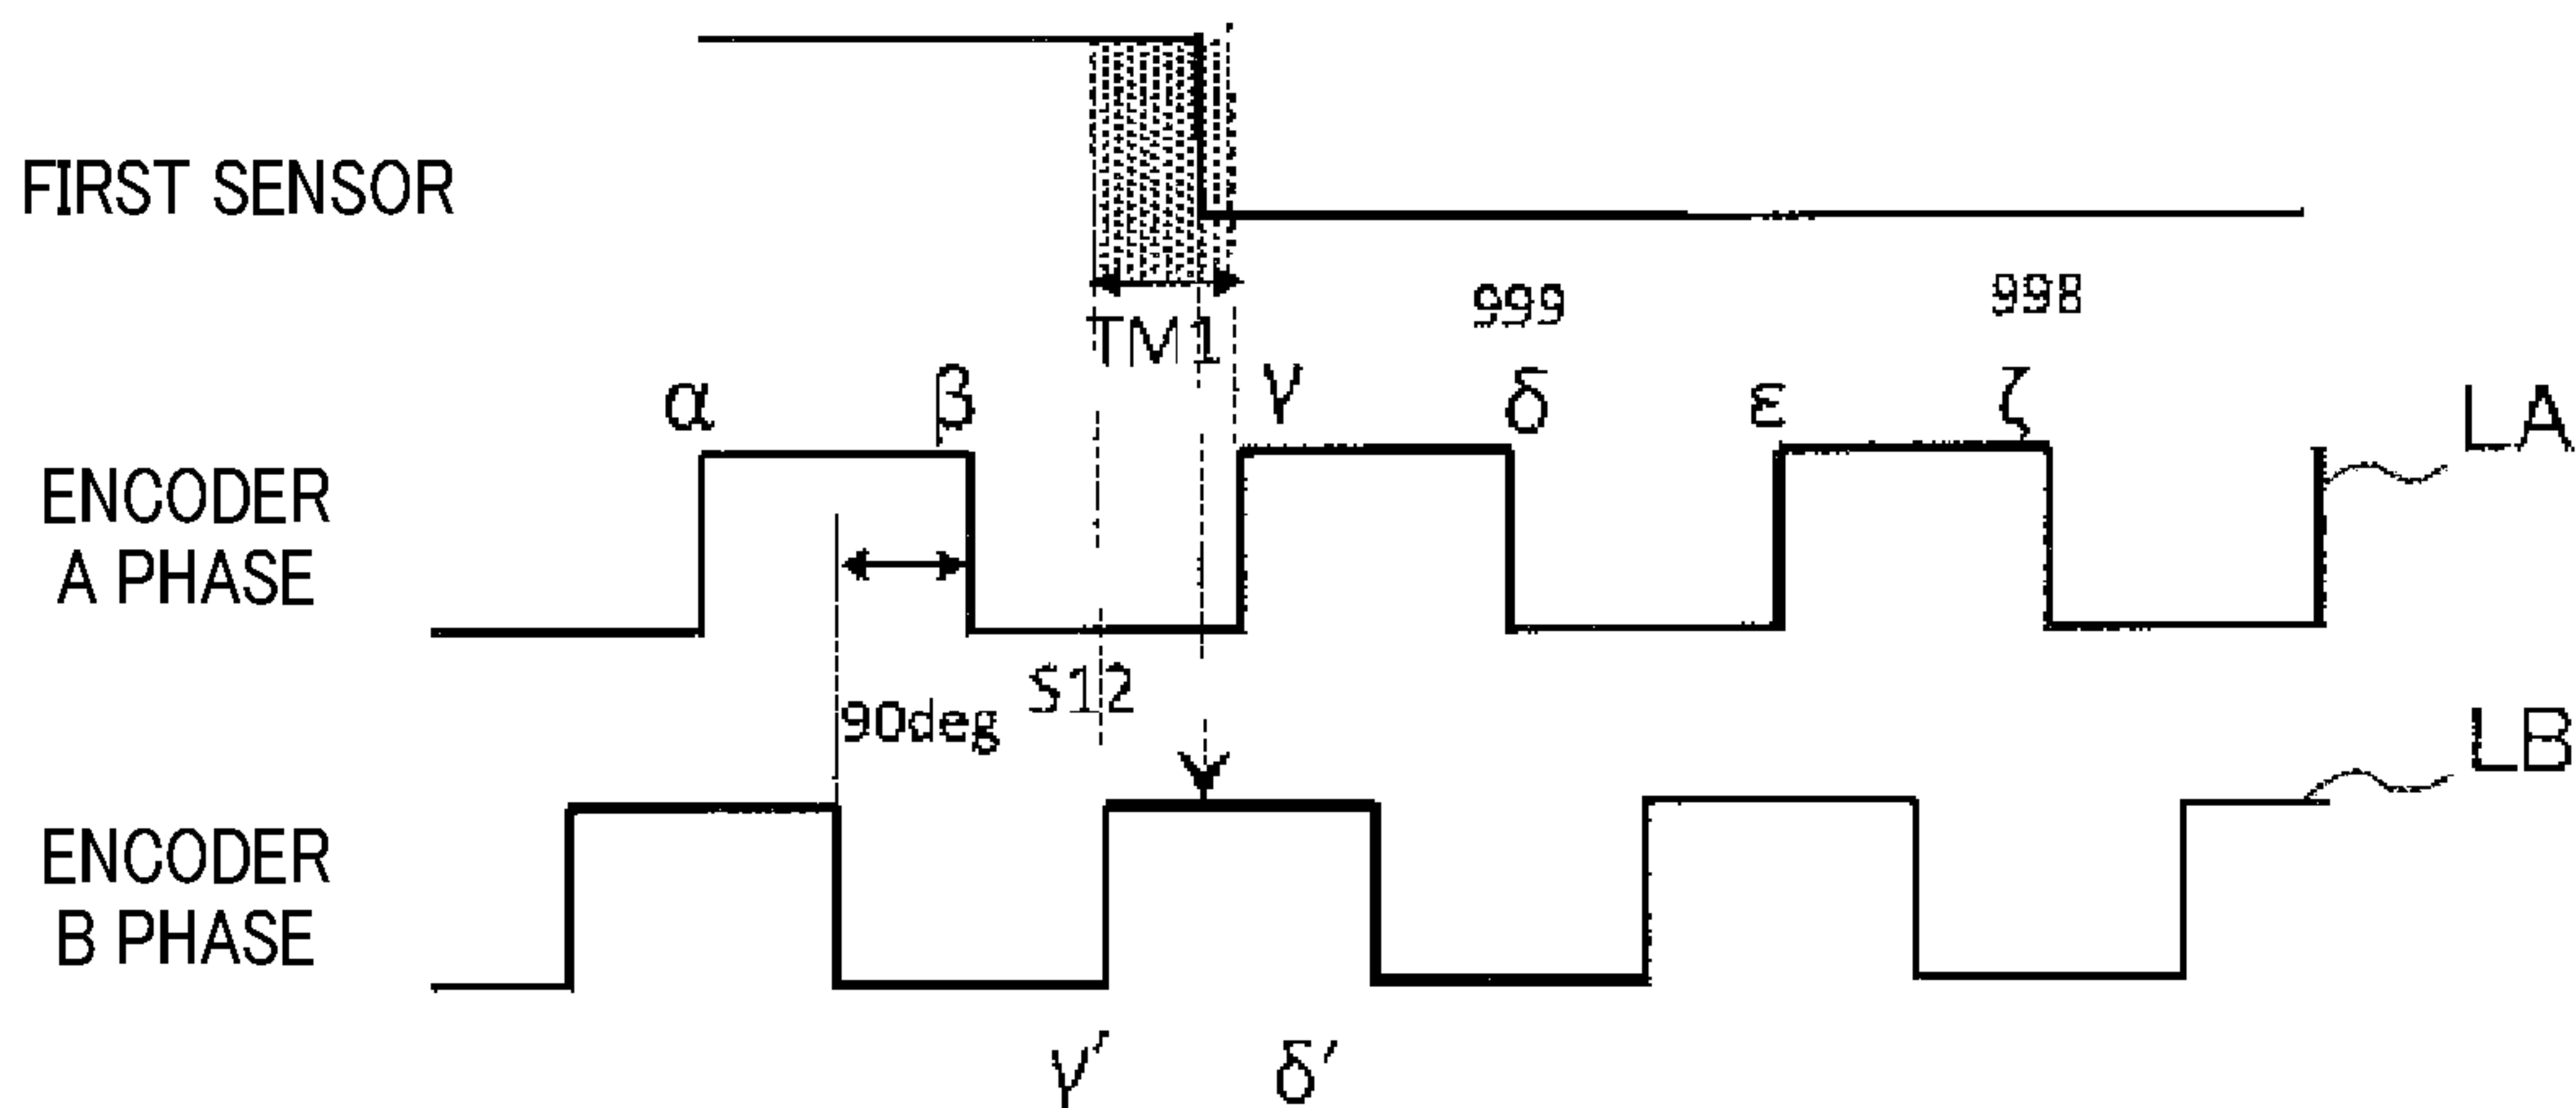 FIRST SENSOR
TM1
999
998
α
β
γ
δ
ε
ζ
LA
ENCODER
A PHASE
S12
90deg
LB
ENCODER
B PHASE
γ′
δ′